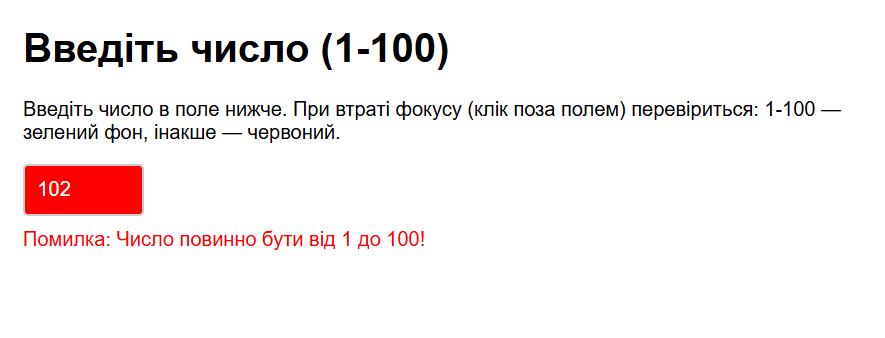 Введіть число (1-100)
Введіть число в поле нижче. При втраті фокусу (клік поза полем) перевіриться: 1-100 —
зелений фон, інакше — червоний.
102
Помилка: Число повинно бути від 1 до 100!